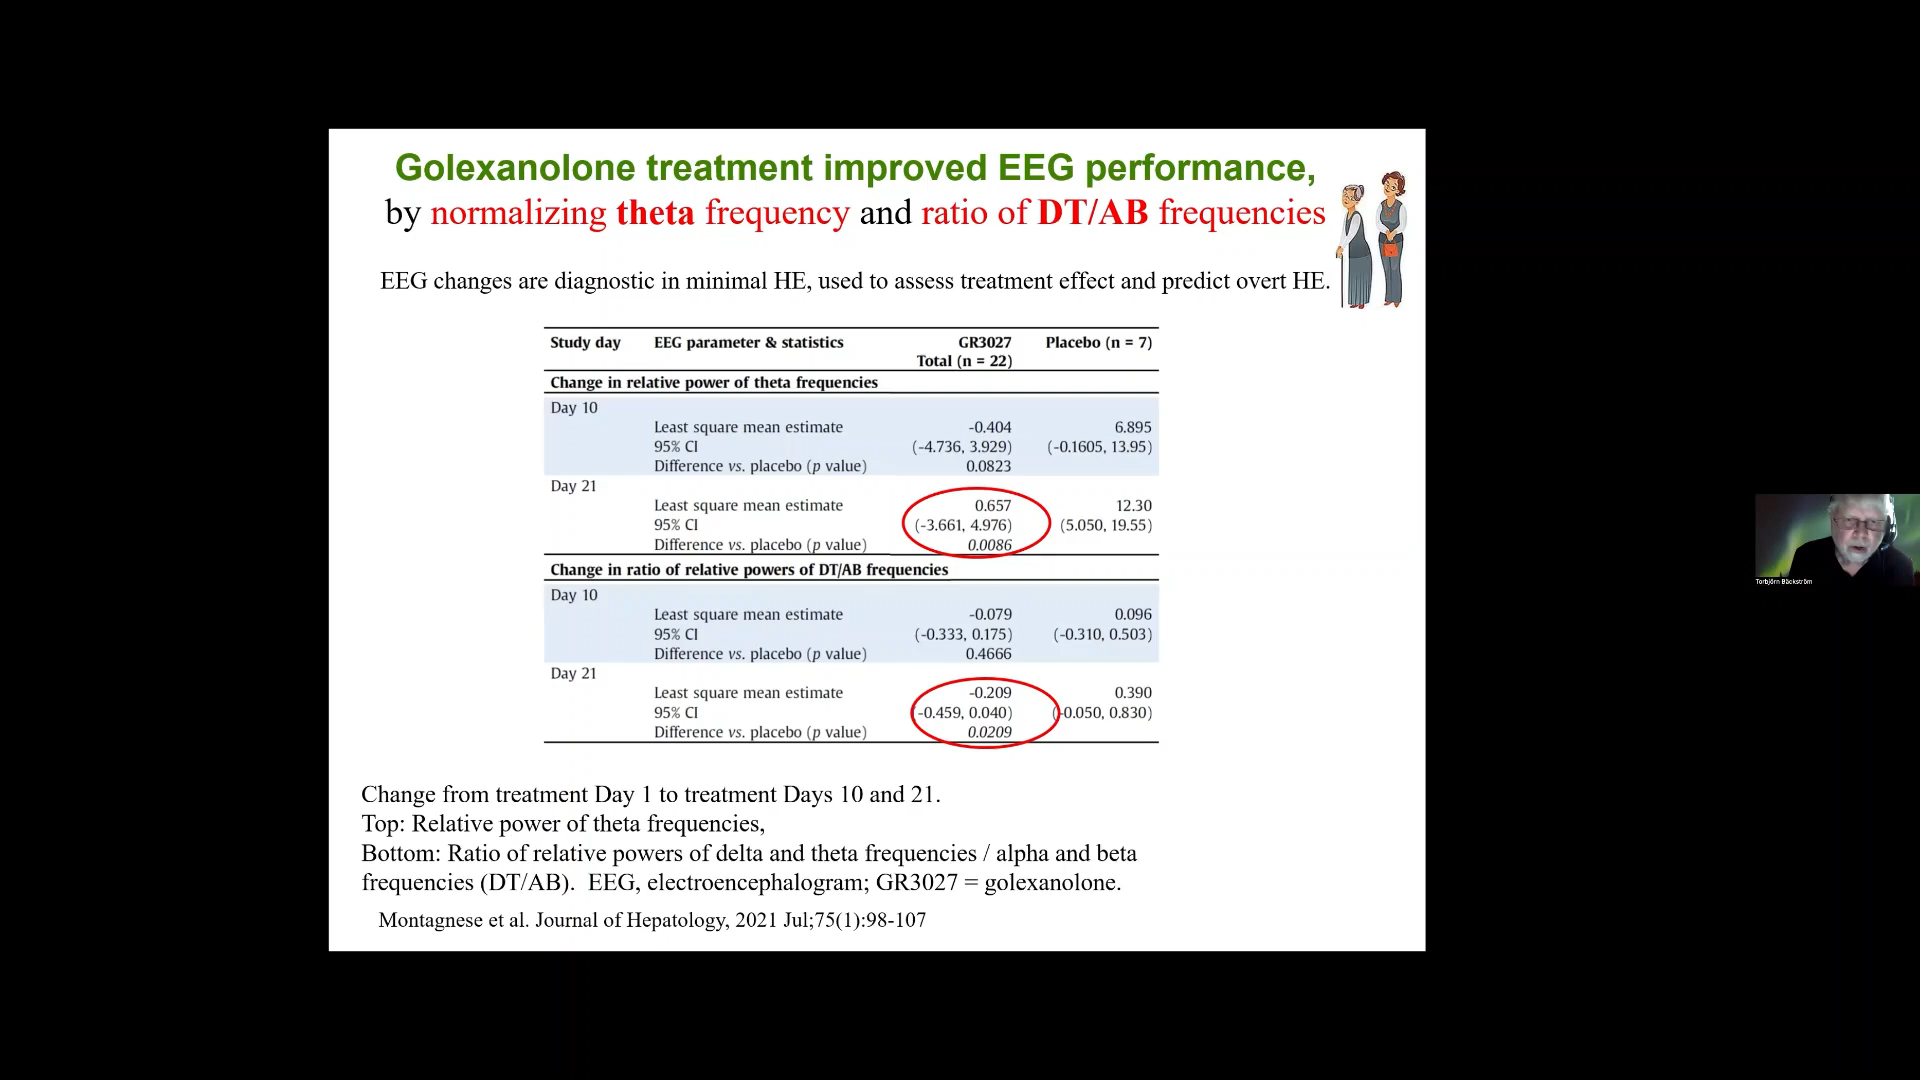 Golexanolone treatment improved EEG performance,
by normalizing theta frequency and ratio of DT/AB frequencies
EEG changes are diagnostic in minimal HE, used to assess treatment effect and predict overt HE.
Study day EEG parameter & statistics GR3027 Placebo (n = 7)
Total (n = 22)
Change in relative power of theta frequencies
Day 10
Least square mean estimate -0.404 6.895
95% CI (-4.736, 3.929) (-0.1605, 13.95)
Difference vs. placebo (p value) 0.0823
Day 21
Least square mean estimate 0.657 12.30
95% CI (-3.661, 4.976) (5.050, 19.55)
Difference vs. placebo (p value) 0.0086
Change in ratio of relative powers of DT/AB frequencies
Day 10
Least square mean estimate -0.079 0.096
95% CI (-0.333, 0.175) (-0.310, 0.503)
Difference vs. placebo (p value) 0.4666
Day 21
Least square mean estimate -0.209 0.390
95% CI (-0.459, 0.040) (-0.050, 0.830)
Difference vs. placebo (p value) 0.0209
Change from treatment Day 1 to treatment Days 10 and 21.
Top: Relative power of theta frequencies,
Bottom: Ratio of relative powers of delta and theta frequencies / alpha and beta
frequencies (DT/AB). EEG, electroencephalogram; GR3027 = golexanolone.
Montagnese et al. Journal of Hepatology, 2021 Jul;75(1):98-107
Torbjörn Bäckström